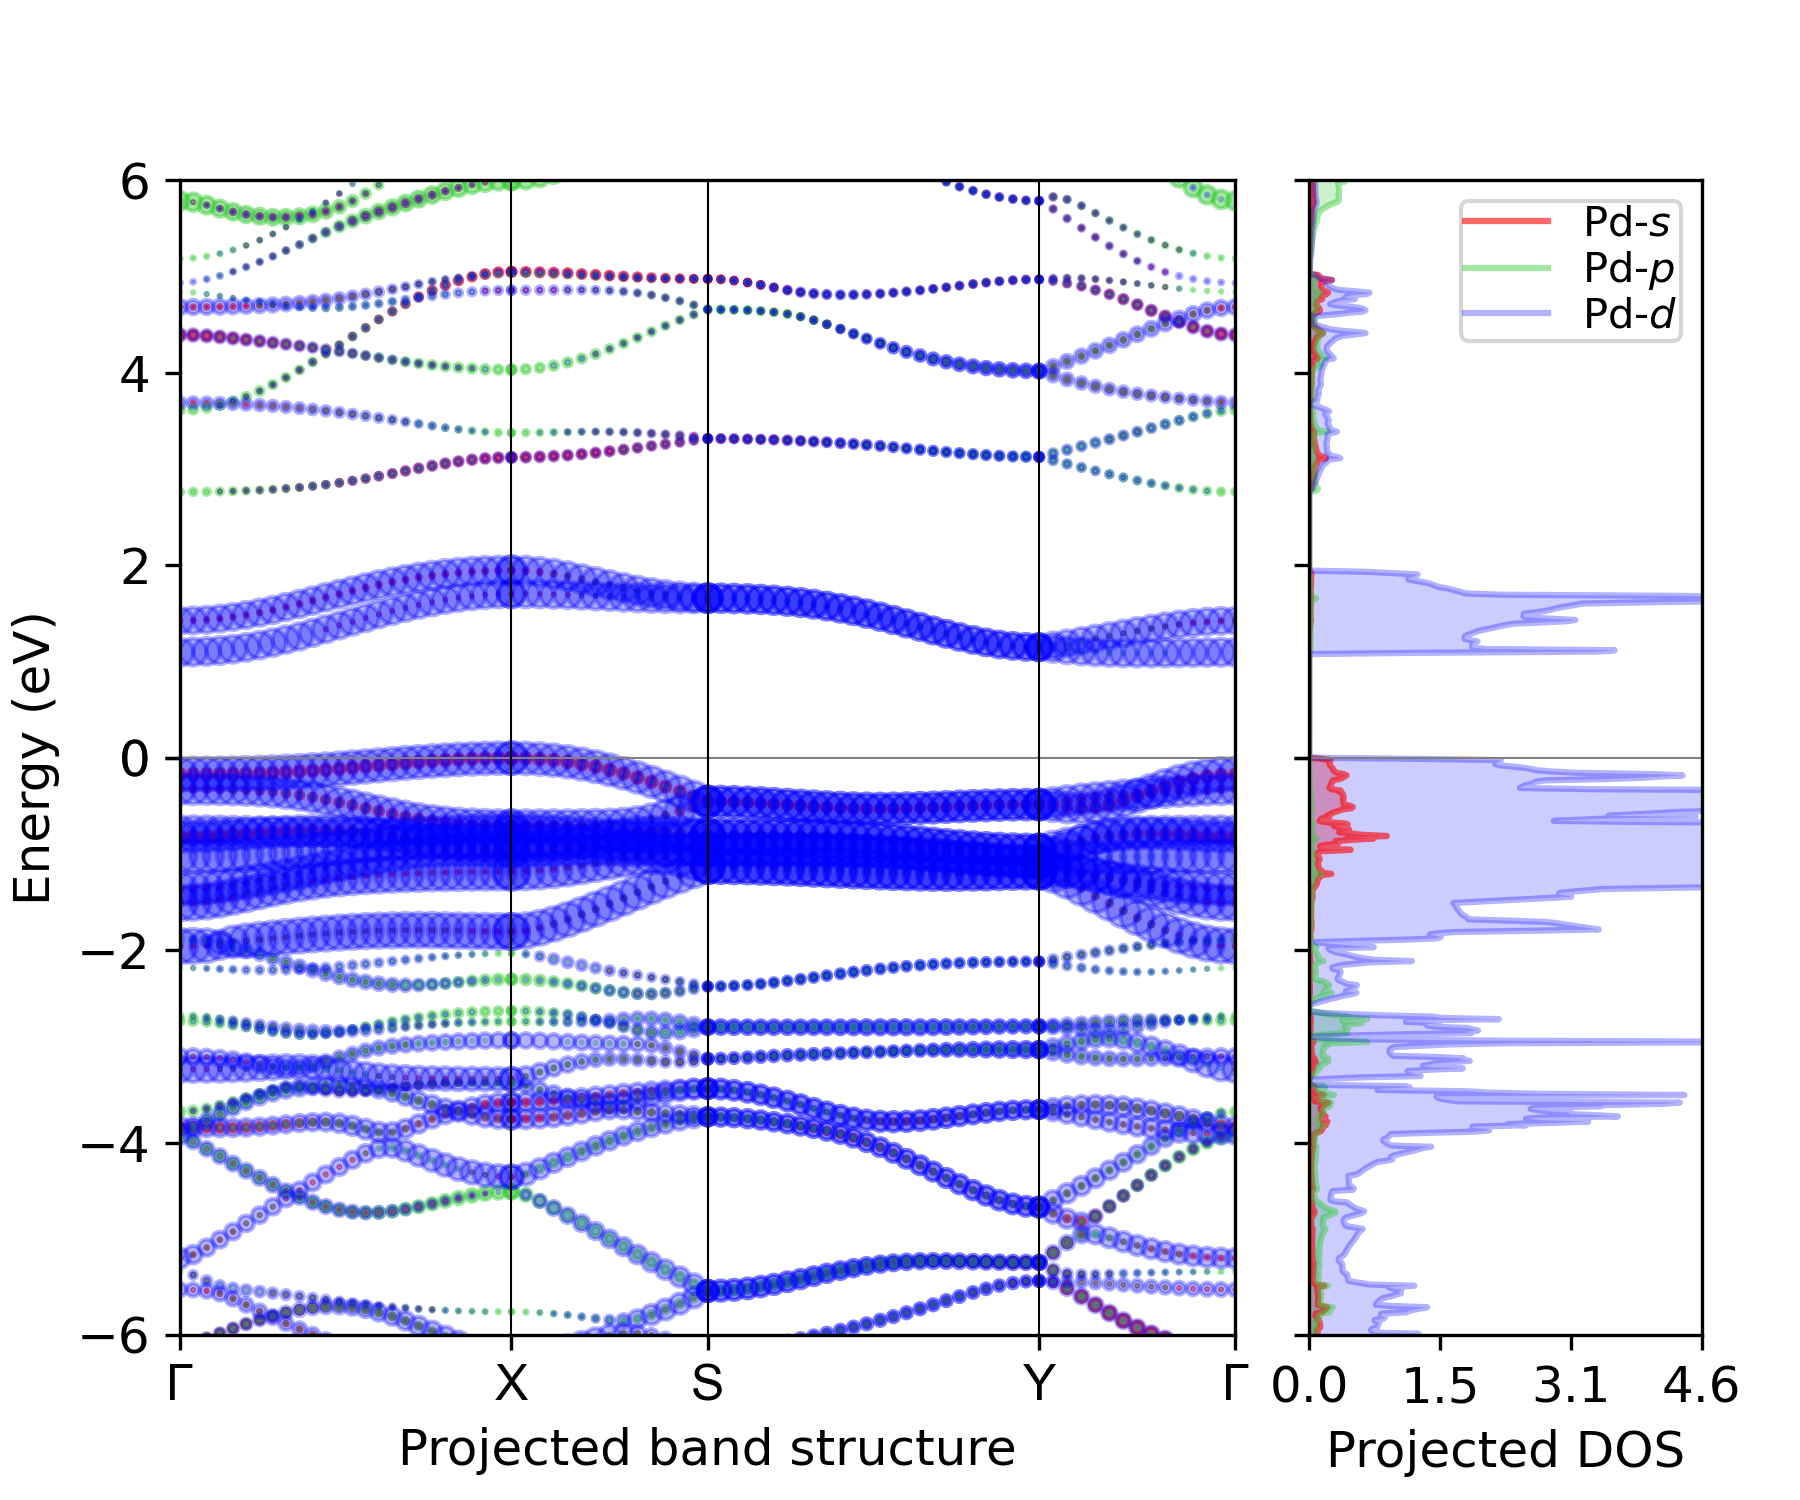 Energy (eV)
6
4
2
0
−2
−4
−6
Γ X S Y Γ
Projected band structure
Pd-s
Pd-p
Pd-d
0.0 1.5 3.1 4.6
Projected DOS